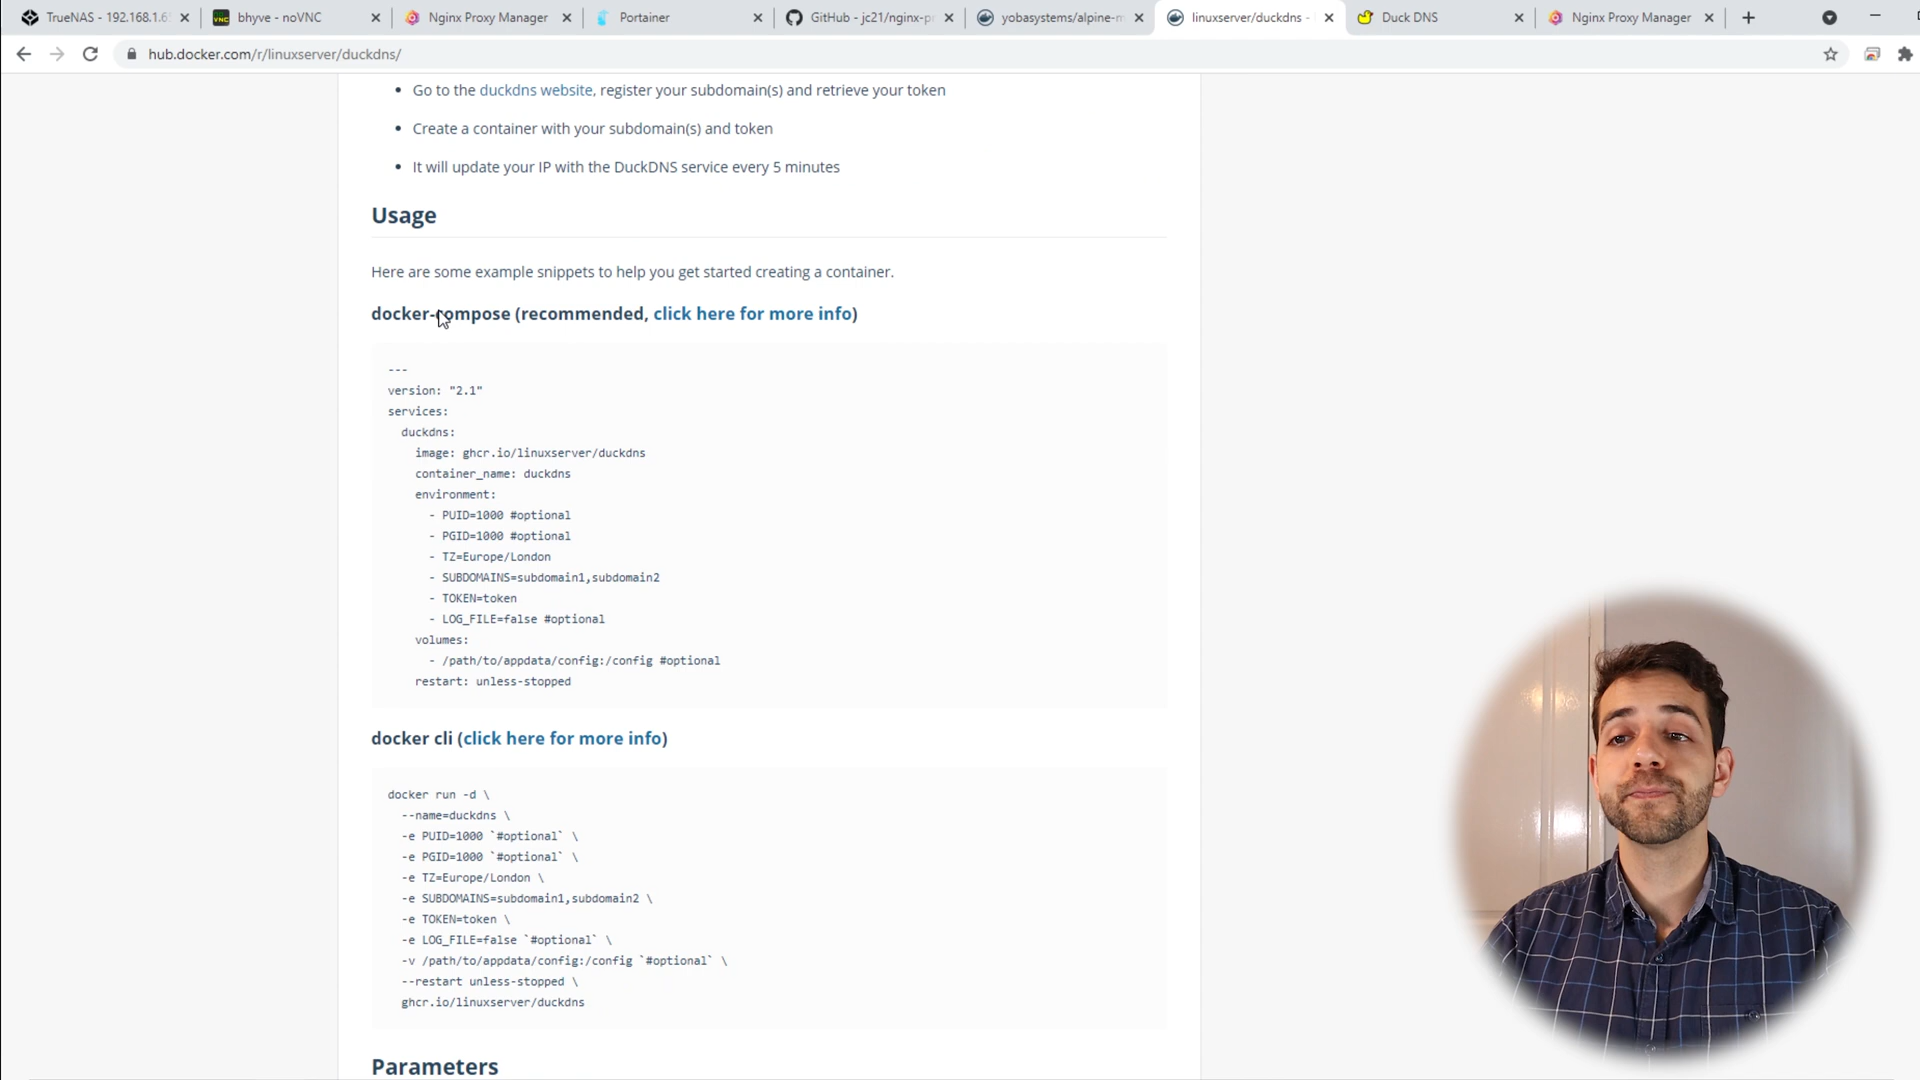 TrueNAS - 192.168.1.6
bhyve - noVNC
Nginx Proxy Manager
Portainer
GitHub - jc21/nginx-p
yobasystems/alpine-m
linuxserver/duckdns -
Duck DNS
Nginx Proxy Manager
hub.docker.com/r/linuxserver/duckdns/
• Go to the duckdns website, register your subdomain(s) and retrieve your token
• Create a container with your subdomain(s) and token
• It will update your IP with the DuckDNS service every 5 minutes
Usage
Here are some example snippets to help you get started creating a container.
docker-compose (recommended, click here for more info)
---
version: "2.1"
services:
duckdns:
image: ghcr.io/linuxserver/duckdns
container_name: duckdns
environment:
- PUID=1000 #optional
- PGID=1000 #optional
- TZ=Europe/London
- SUBDOMAINS=subdomain1,subdomain2
- TOKEN=token
- LOG_FILE=false #optional
volumes:
- /path/to/appdata/config:/config #optional
restart: unless-stopped
docker cli (click here for more info)
docker run -d \
--name=duckdns \
-e PUID=1000 `#optional` \
-e PGID=1000 `#optional` \
-e TZ=Europe/London \
-e SUBDOMAINS=subdomain1,subdomain2 \
-e TOKEN=token \
-e LOG_FILE=false `#optional` \
-v /path/to/appdata/config:/config `#optional` \
--restart unless-stopped \
ghcr.io/linuxserver/duckdns
Parameters